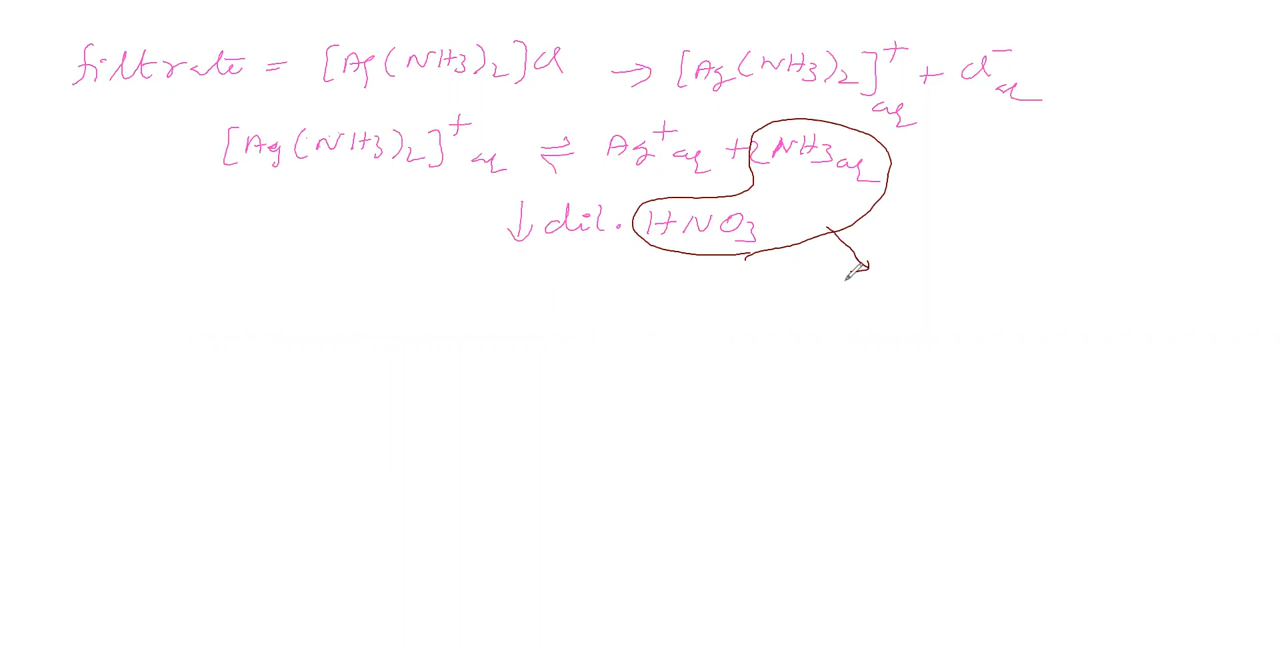 filtrate = [Ag(NH3)2]Cl → [Ag(NH3)2]⁺aq + Cl⁻aq
[Ag(NH3)2]⁺aq ⇌ Ag⁺aq + 2NH3aq
↓ dil. HNO3